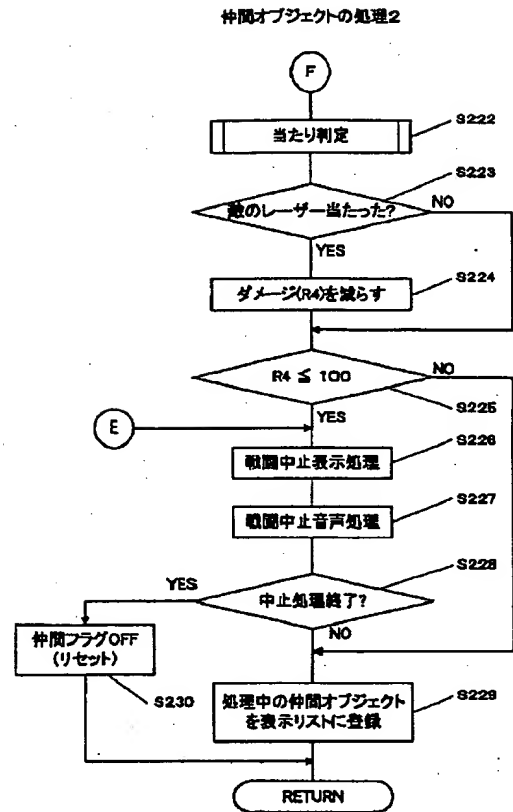 仲間オブジェクトの処理2
F
当たり判定
S222
敵のレーザー当たった?
S223
NO
YES
ダメージ(R4)を減らす
S224
R4 ≦ 100
NO
S225
YES
E
戦闘中止表示処理
S226
戦闘中止音声処理
S227
中止処理終了?
S228
YES
NO
仲間フラグOFF
(リセット)
S230
処理中の仲間オブジェクト
を表示リストに登録
S229
RETURN